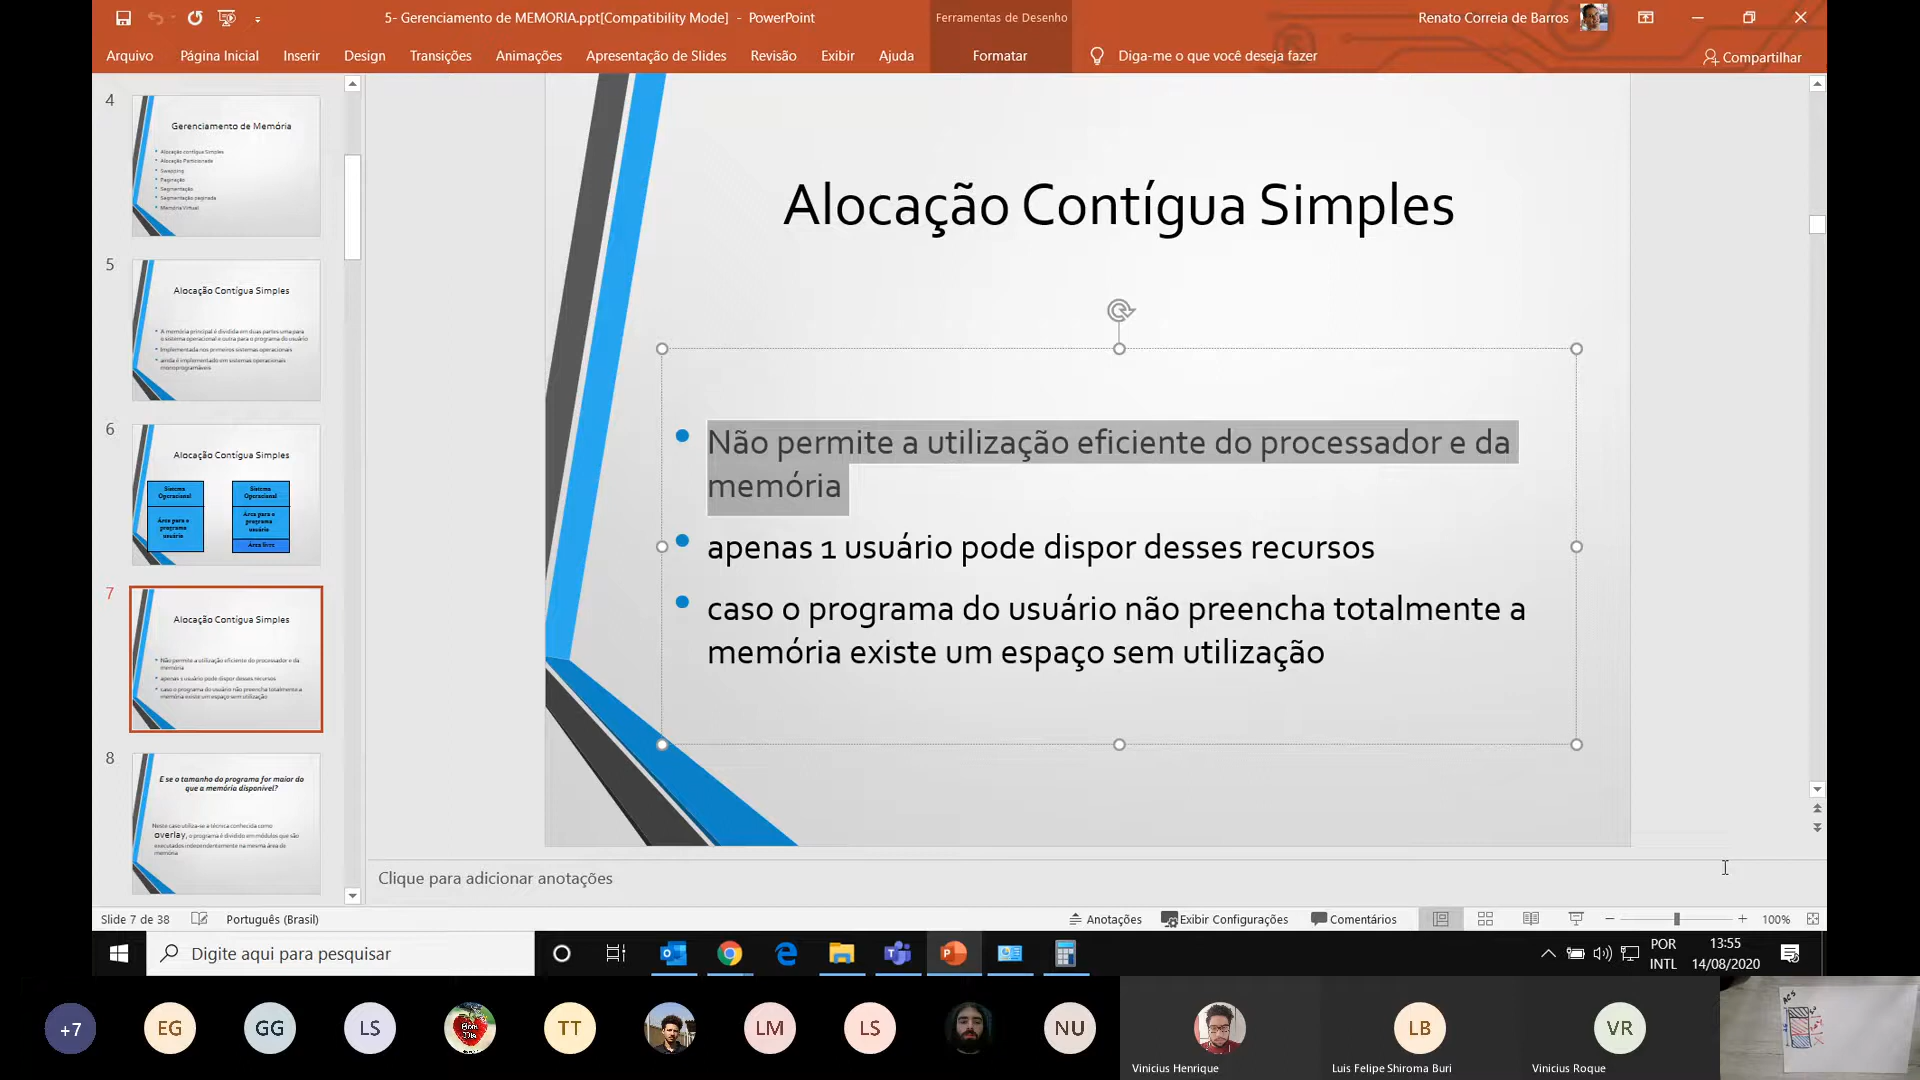 5- Gerenciamento de MEMORIA.ppt[Compatibility Mode] - PowerPoint
Ferramentas de Desenho
Renato Correia de Barros
Arquivo Página Inicial Inserir Design Transições Animações Apresentação de Slides Revisão Exibir Ajuda Formatar Diga-me o que você deseja fazer Compartilhar
4
Gerenciamento de Memória
Alocação contígua Simples
Alocação Particionada
Swapping
Paginação
Segmentação
Segmentação paginada
Memória Virtual
5
Alocação Contígua Simples
A memória principal é dividida em duas partes uma para
o sistema operacional e outra para o programa do usuário
Implementada nos primeiros sistemas operacionais
ainda é implementado em sistemas operacionais
monoprogramáveis
6
Alocação Contígua Simples
Sistema
Operacional
Área para o
programa
usuário
Sistema
Operacional
Área para o
programa
usuário
Área livre
7
Alocação Contígua Simples
Não permite a utilização eficiente do processador e da
memória
apenas 1 usuário pode dispor desses recursos
caso o programa do usuário não preencha totalmente a
memória existe um espaço sem utilização
8
E se o tamanho do programa for maior do
que a memória disponível?
Neste caso utiliza-se a técnica conhecida como
overlay, o programa é dividido em módulos que são
executados independentemente na mesma área de
memória
Alocação Contígua Simples
Não permite a utilização eficiente do processador e da
memória
apenas 1 usuário pode dispor desses recursos
caso o programa do usuário não preencha totalmente a
memória existe um espaço sem utilização
Clique para adicionar anotações
Slide 7 de 38 Português (Brasil) Anotações Exibir Configurações Comentários 100%
Digite aqui para pesquisar
POR
INTL
13:55
14/08/2020
+7 EG GG LS TT LM LS NU LB VR
Vinicius Henrique
Luis Felipe Shiroma Buri
Vinicius Roque
ACS